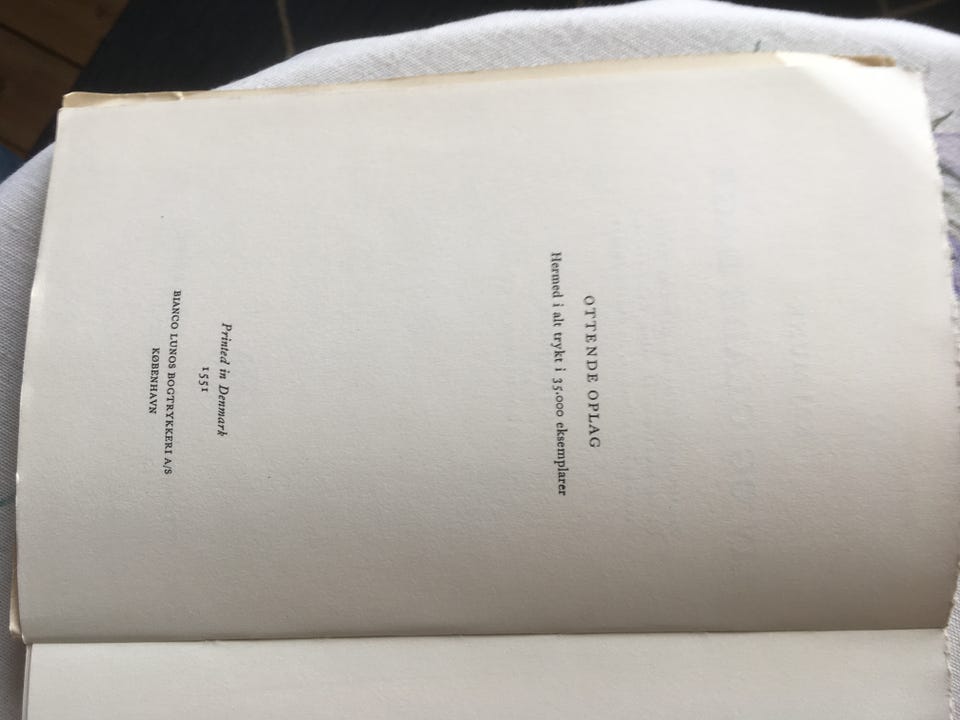 OTTENDE OPLAG
Hermed i alt trykt i 35.000 eksemplarer
Printed in Denmark
1551
BIANCO LUNOS BOGTRYKKERI A/S
KØBENHAVN